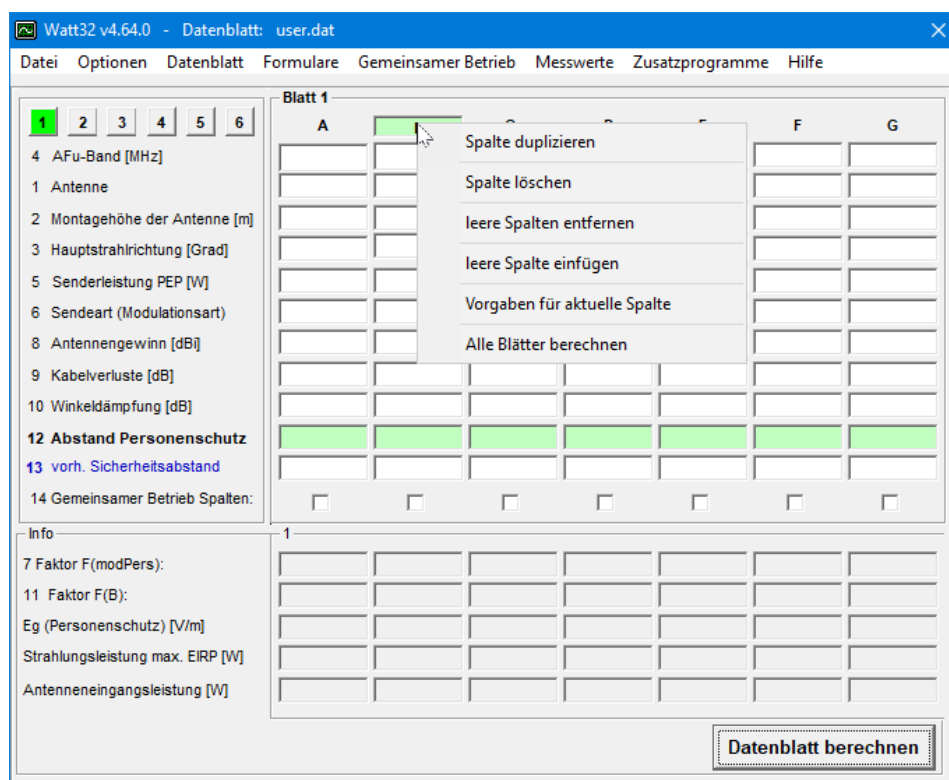 Watt32 v4.64.0 - Datenblatt: user.dat
Datei Optionen Datenblatt Formulare Gemeinsamer Betrieb Messwerte Zusatzprogramme Hilfe
Blatt 1
1 2 3 4 5 6
A F G
4 AFu-Band [MHz]
1 Antenne
2 Montagehöhe der Antenne [m]
3 Hauptstrahlrichtung [Grad]
5 Senderleistung PEP [W]
6 Sendeart (Modulationsart)
8 Antennengewinn [dBi]
9 Kabelverluste [dB]
10 Winkeldämpfung [dB]
12 Abstand Personenschutz
13 vorh. Sicherheitsabstand
14 Gemeinsamer Betrieb Spalten:
Spalte duplizieren
Spalte löschen
leere Spalten entfernen
leere Spalte einfügen
Vorgaben für aktuelle Spalte
Alle Blätter berechnen
Info
1
7 Faktor F(modPers):
11 Faktor F(B):
Eg (Personenschutz) [V/m]
Strahlungsleistung max. EIRP [W]
Antenneneingangsleistung [W]
Datenblatt berechnen